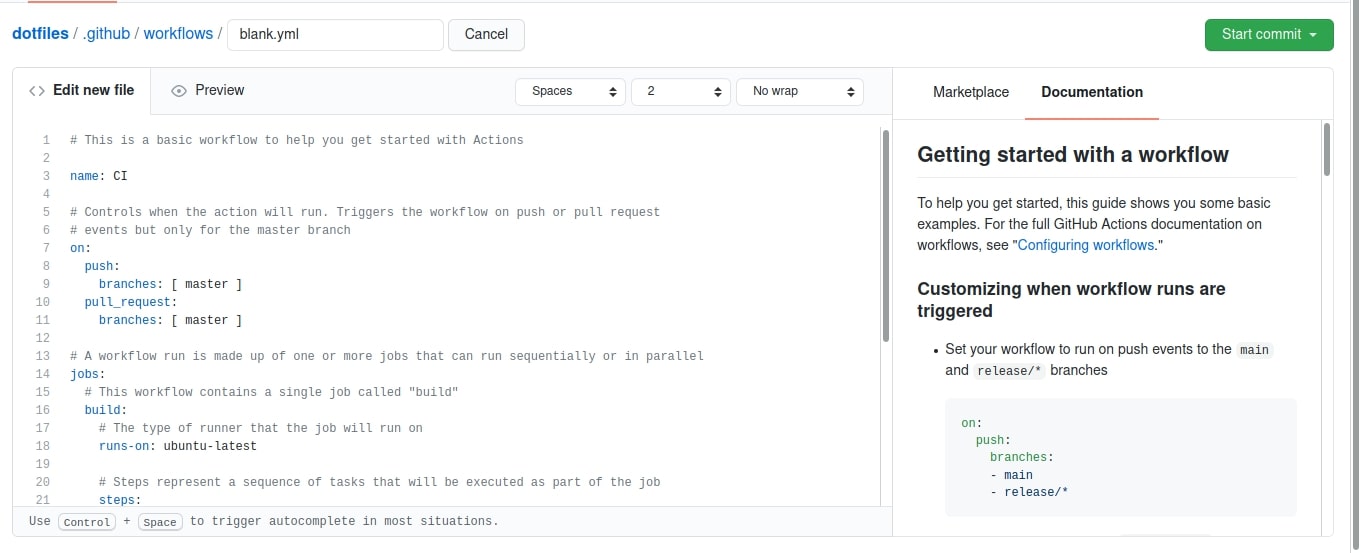 dotfiles / .github / workflows / blank.yml Cancel Start commit
Edit new file Preview Spaces 2 No wrap
1 # This is a basic workflow to help you get started with Actions
2
3 name: CI
4
5 # Controls when the action will run. Triggers the workflow on push or pull request
6 # events but only for the master branch
7 on:
8   push:
9     branches: [ master ]
10   pull_request:
11     branches: [ master ]
12
13 # A workflow run is made up of one or more jobs that can run sequentially or in parallel
14 jobs:
15   # This workflow contains a single job called "build"
16   build:
17     # The type of runner that the job will run on
18     runs-on: ubuntu-latest
19
20     # Steps represent a sequence of tasks that will be executed as part of the job
21     steps:
Use Control + Space to trigger autocomplete in most situations.
Marketplace Documentation
Getting started with a workflow
To help you get started, this guide shows you some basic
examples. For the full GitHub Actions documentation on
workflows, see "Configuring workflows."
Customizing when workflow runs are
triggered
• Set your workflow to run on push events to the main
and release/* branches
on:
  push:
    branches:
    - main
    - release/*